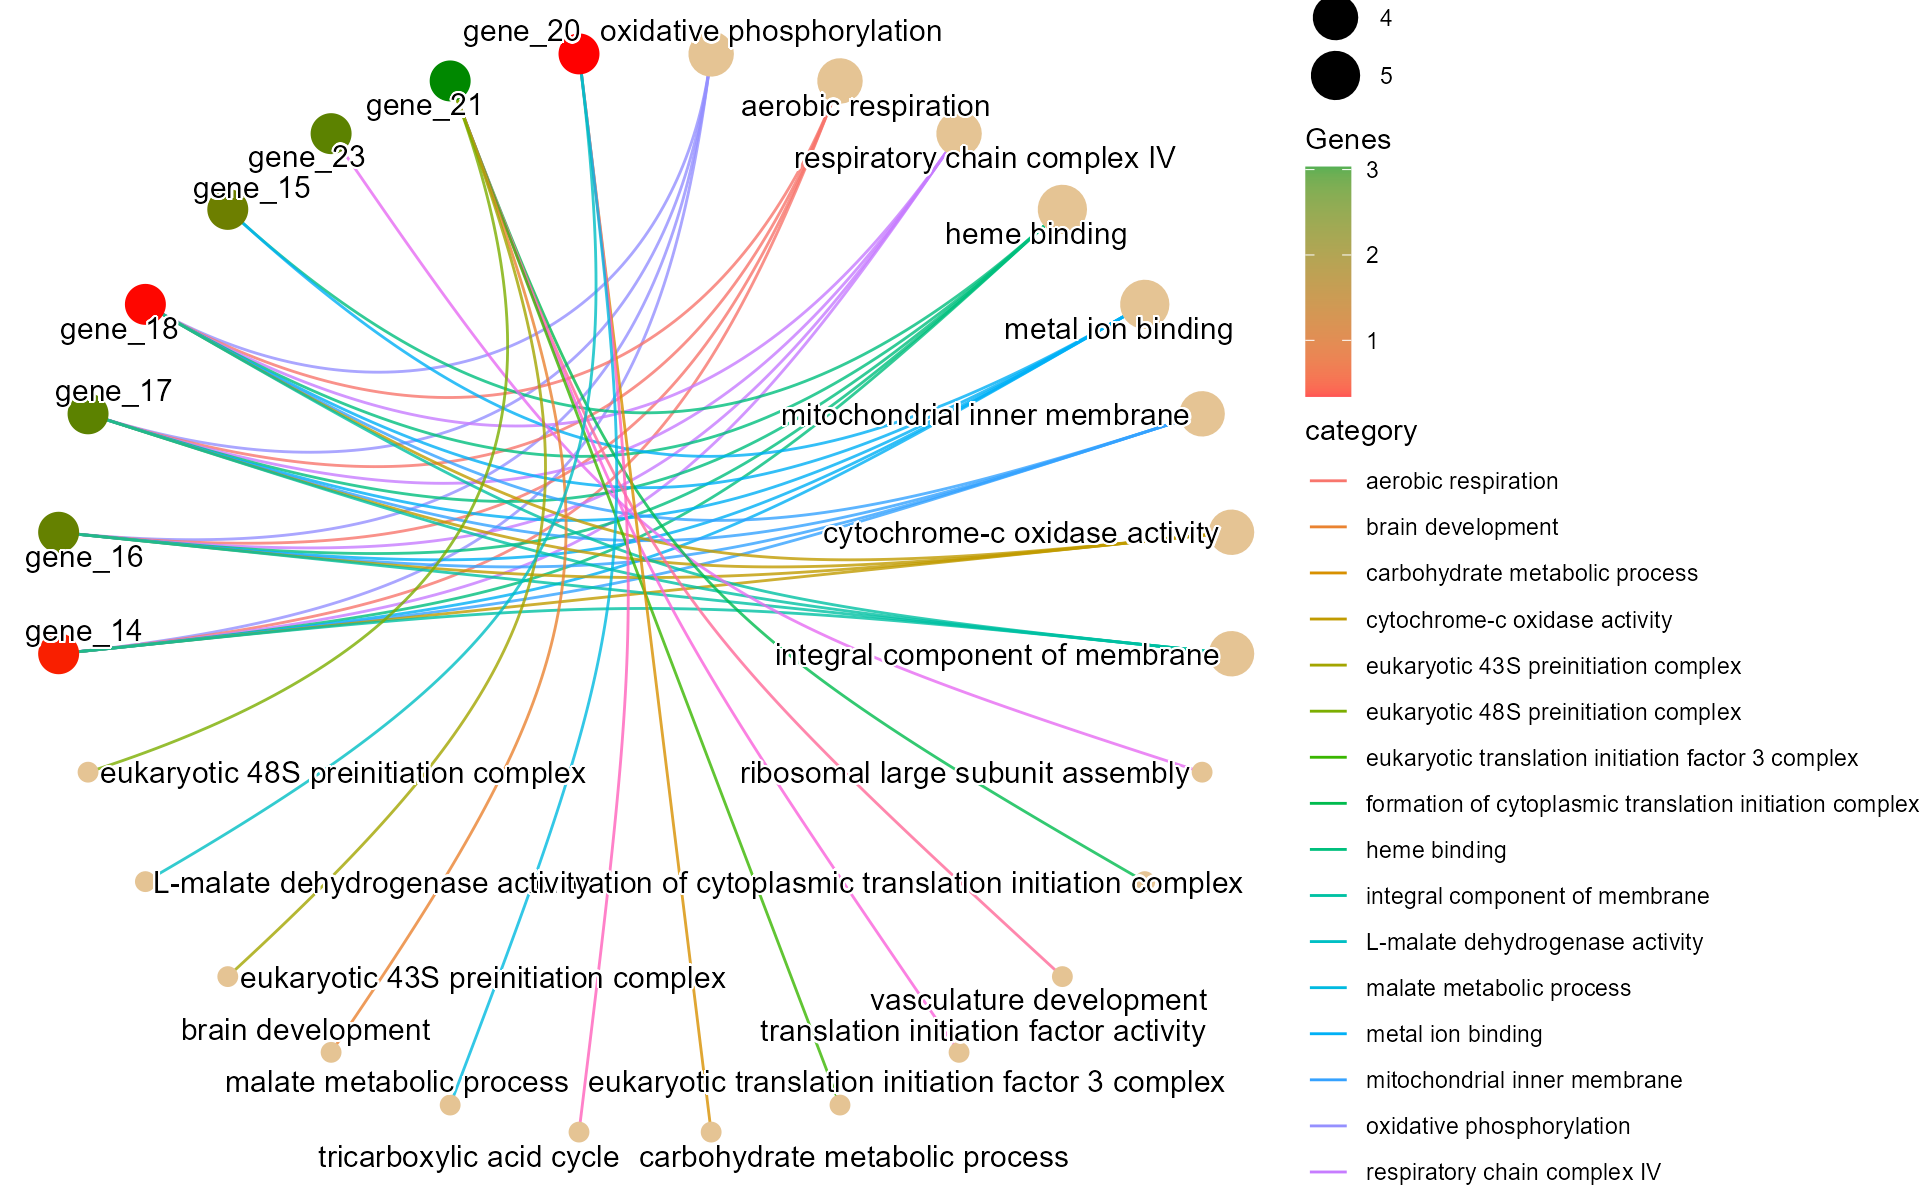 gene_20
oxidative phosphorylation
gene_21
aerobic respiration
gene_23
respiratory chain complex IV
gene_15
heme binding
gene_18
metal ion binding
gene_17
mitochondrial inner membrane
cytochrome-c oxidase activity
gene_16
gene_14
integral component of membrane
eukaryotic 48S preinitiation complex
ribosomal large subunit assembly
L-malate dehydrogenase activity
of cytoplasmic translation initiation complex
eukaryotic 43S preinitiation complex
vasculature development
brain development
translation initiation factor activity
malate metabolic process
eukaryotic translation initiation factor 3 complex
tricarboxylic acid cycle
carbohydrate metabolic process
4
5
Genes
3
2
1
category
aerobic respiration
brain development
carbohydrate metabolic process
cytochrome-c oxidase activity
eukaryotic 43S preinitiation complex
eukaryotic 48S preinitiation complex
eukaryotic translation initiation factor 3 complex
formation of cytoplasmic translation initiation complex
heme binding
integral component of membrane
L-malate dehydrogenase activity
malate metabolic process
metal ion binding
mitochondrial inner membrane
oxidative phosphorylation
respiratory chain complex IV